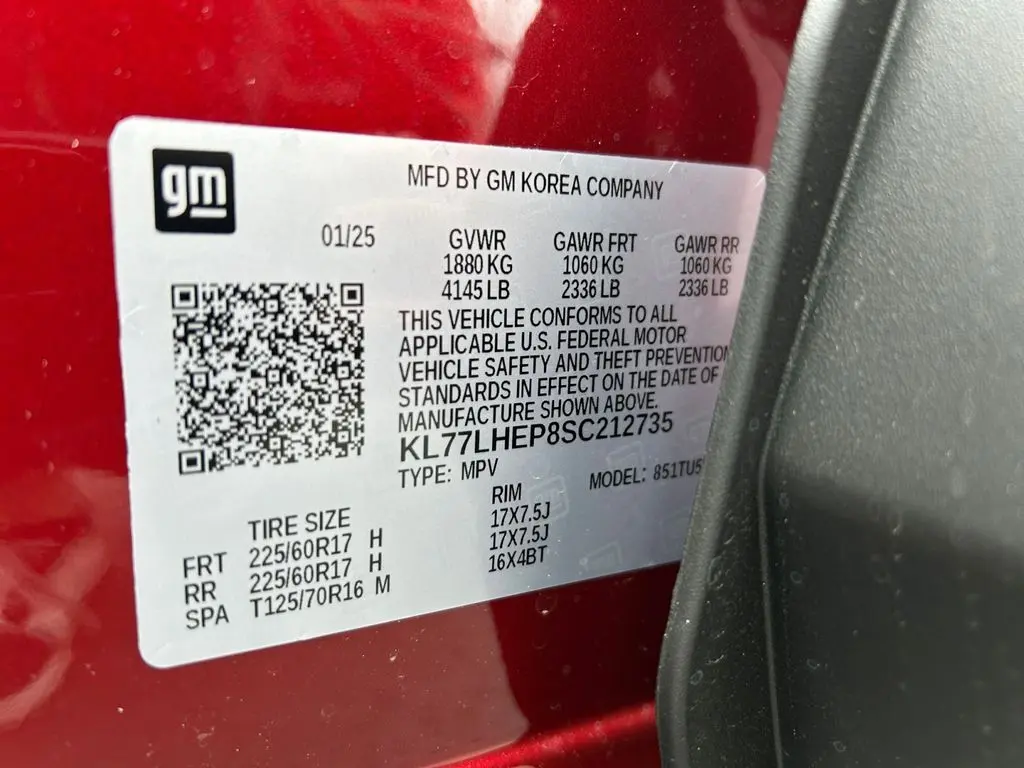 gm
MFD BY GM KOREA COMPANY
01/25 GVWR GAWR FRT GAWR RR
1880 KG 1060 KG 1060 KG
4145 LB 2336 LB 2336 LB
THIS VEHICLE CONFORMS TO ALL
APPLICABLE U.S. FEDERAL MOTOR
VEHICLE SAFETY AND THEFT PREVENTION
STANDARDS IN EFFECT ON THE DATE OF
MANUFACTURE SHOWN ABOVE.
KL77LHEP8SC212735
TYPE: MPV MODEL: 851TU5
TIRE SIZE RIM
FRT 225/60R17 H 17X7.5J
RR 225/60R17 H 17X7.5J
SPA T125/70R16 M 16X4BT